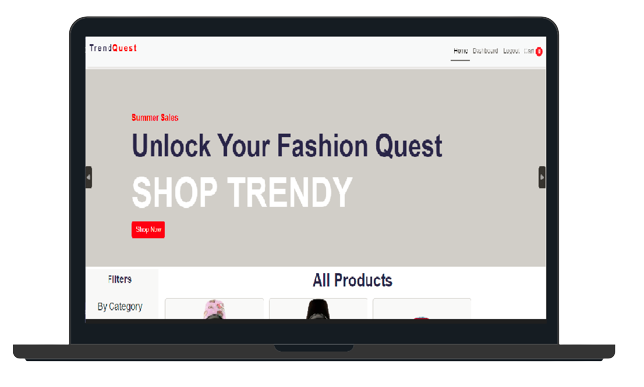 TrendQuest
Home Dashboard Logout Cart 0
Summer Sales
Unlock Your Fashion Quest
SHOP TRENDY
Shop Now
Filters
All Products
By Category